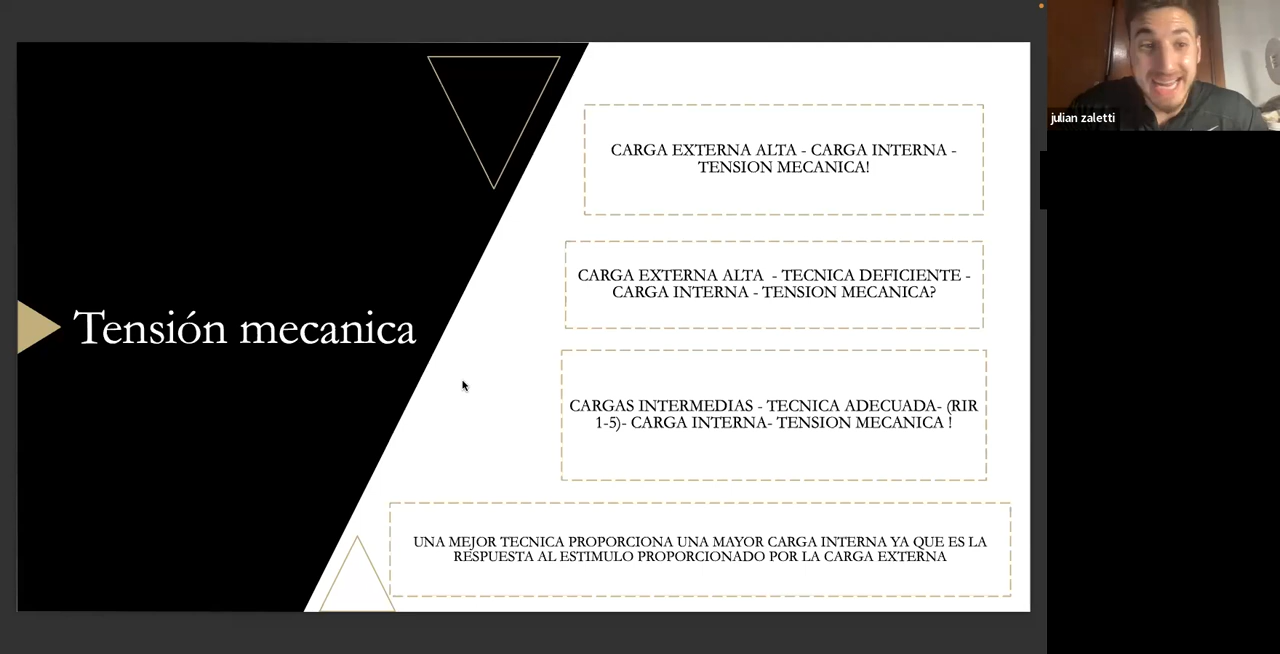 Tensión mecanica
CARGA EXTERNA ALTA - CARGA INTERNA -
TENSION MECANICA!
CARGA EXTERNA ALTA - TECNICA DEFICIENTE -
CARGA INTERNA - TENSION MECANICA?
CARGAS INTERMEDIAS - TECNICA ADECUADA- (RIR
1-5)- CARGA INTERNA- TENSION MECANICA !
UNA MEJOR TECNICA PROPORCIONA UNA MAYOR CARGA INTERNA YA QUE ES LA
RESPUESTA AL ESTIMULO PROPORCIONADO POR LA CARGA EXTERNA
julian zaletti